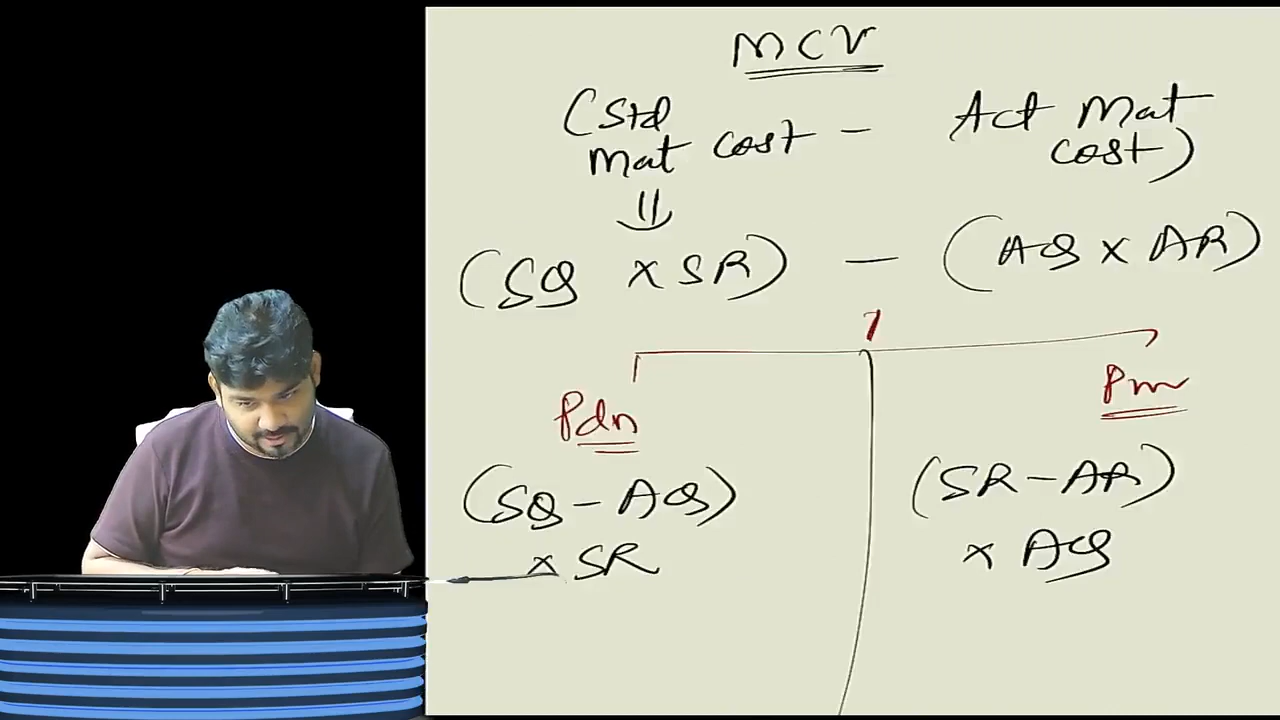 MCV
(Std Mat cost - Act Mat cost)
⇓
(SQ × SR) - (AQ × AR)
Pdn
(SQ - AQ)
× SR
Pm
(SR - AR)
× AQ